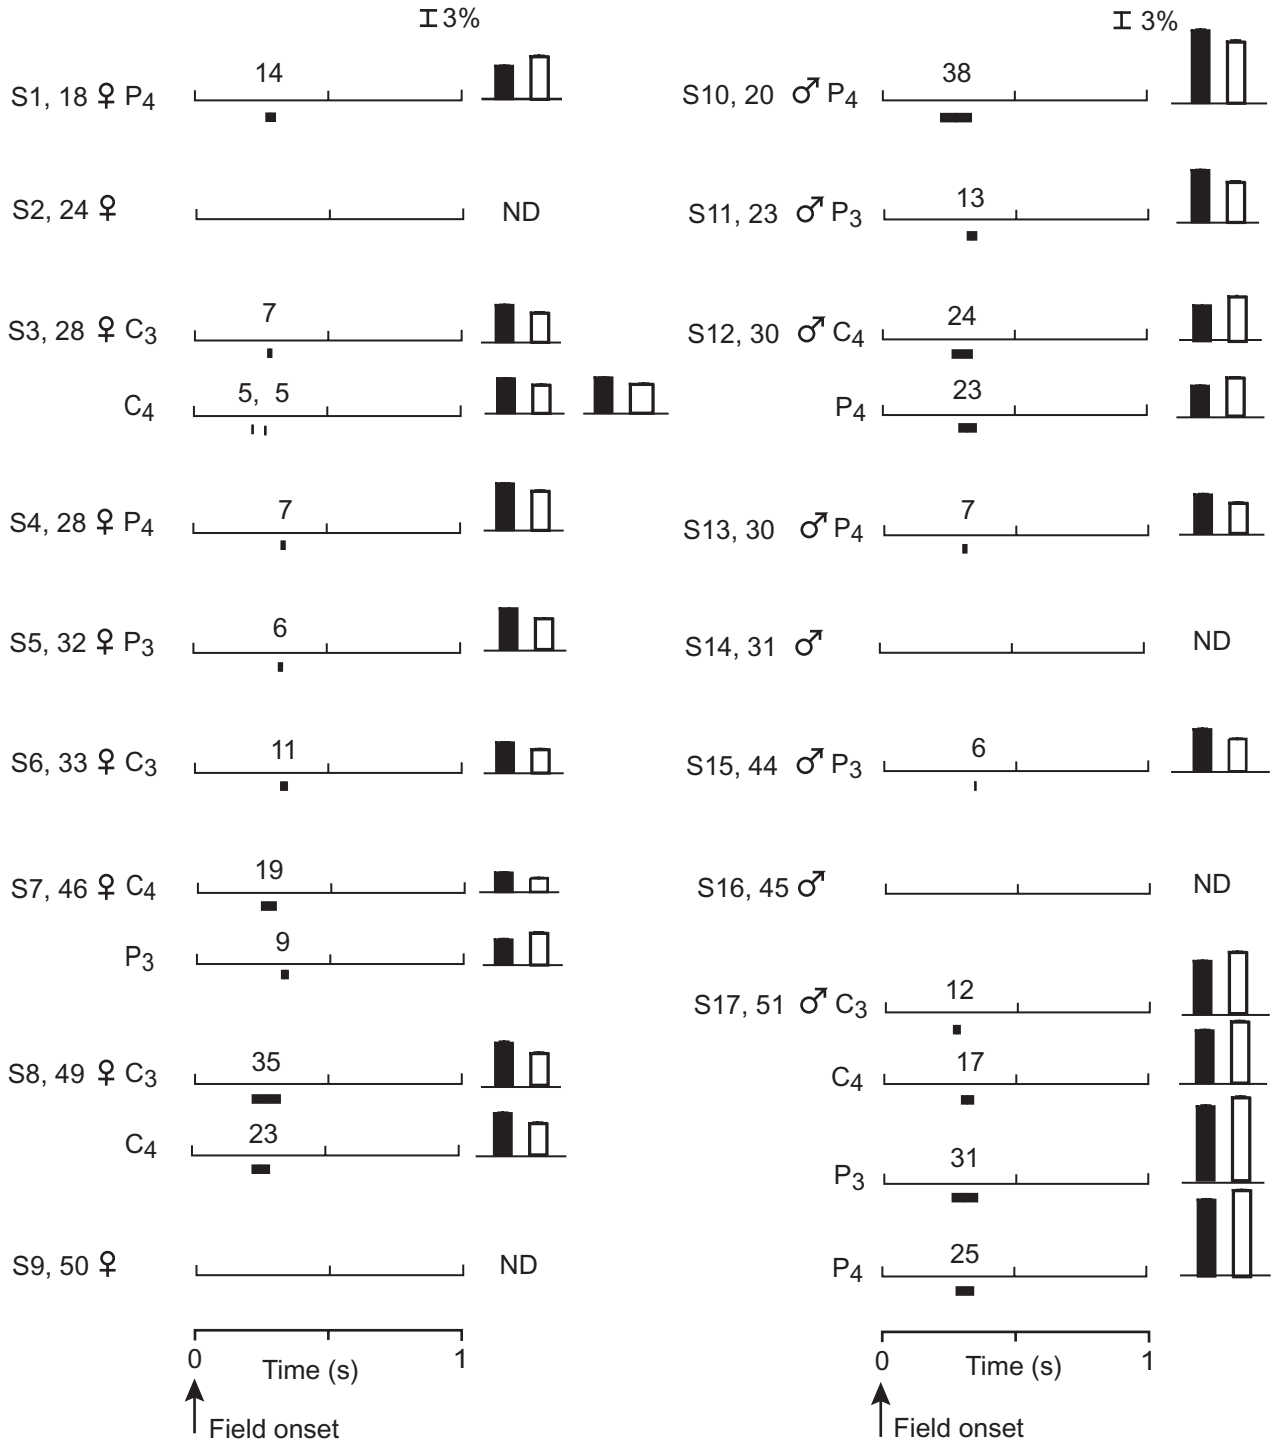 3%
14
S1, 18 ♀ P4
S2, 24 ♀ ND
7
S3, 28 ♀ C3
5, 5
C4
7
S4, 28 ♀ P4
6
S5, 32 ♀ P3
11
S6, 33 ♀ C3
19
S7, 46 ♀ C4
9
P3
35
S8, 49 ♀ C3
23
C4
S9, 50 ♀ ND
0 1
Time (s)
Field onset
3%
38
S10, 20 ♂ P4
13
S11, 23 ♂ P3
24
S12, 30 ♂ C4
23
P4
7
S13, 30 ♂ P4
S14, 31 ♂ ND
6
S15, 44 ♂ P3
S16, 45 ♂ ND
12
S17, 51 ♂ C3
17
C4
31
P3
25
P4
0 1
Time (s)
Field onset